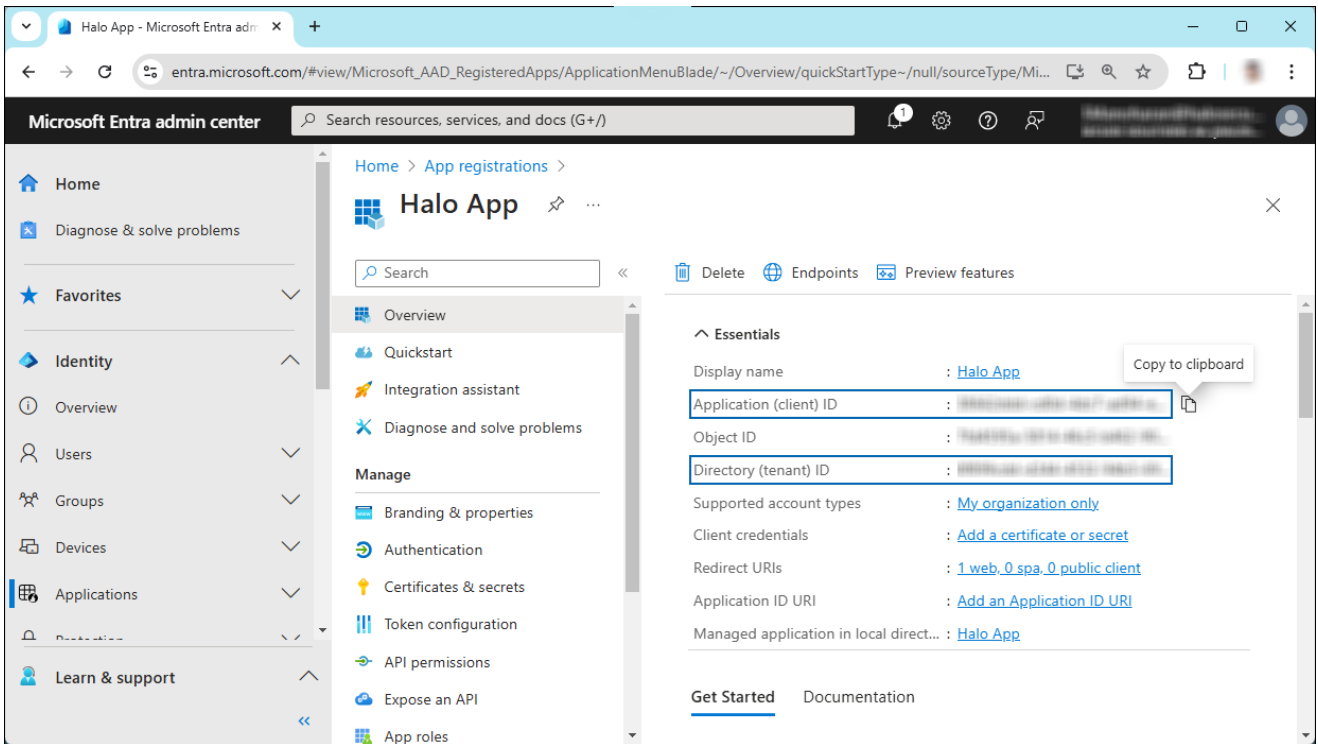 Halo App - Microsoft Entra adm
entra.microsoft.com/#view/Microsoft_AAD_RegisteredApps/ApplicationMenuBlade/~/Overview/quickStartType~/null/sourceType/Mi...
Microsoft Entra admin center
Search resources, services, and docs (G+/)
1
Home
Diagnose & solve problems
Favorites
Identity
Overview
Users
Groups
Devices
Applications
Protection
Learn & support
Home > App registrations >
Halo App
Search
Overview
Quickstart
Integration assistant
Diagnose and solve problems
Manage
Branding & properties
Authentication
Certificates & secrets
Token configuration
API permissions
Expose an API
App roles
Delete
Endpoints
Preview features
Essentials
Copy to clipboard
Display name : Halo App
Application (client) ID :
Object ID :
Directory (tenant) ID :
Supported account types : My organization only
Client credentials : Add a certificate or secret
Redirect URIs : 1 web, 0 spa, 0 public client
Application ID URI : Add an Application ID URI
Managed application in local direct... : Halo App
Get Started
Documentation